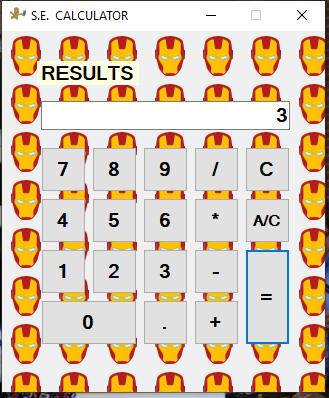 S.E. CALCULATOR
RESULTS
3
7 8 9 / C
4 5 6 * A/C
1 2 3 - =
0 . +